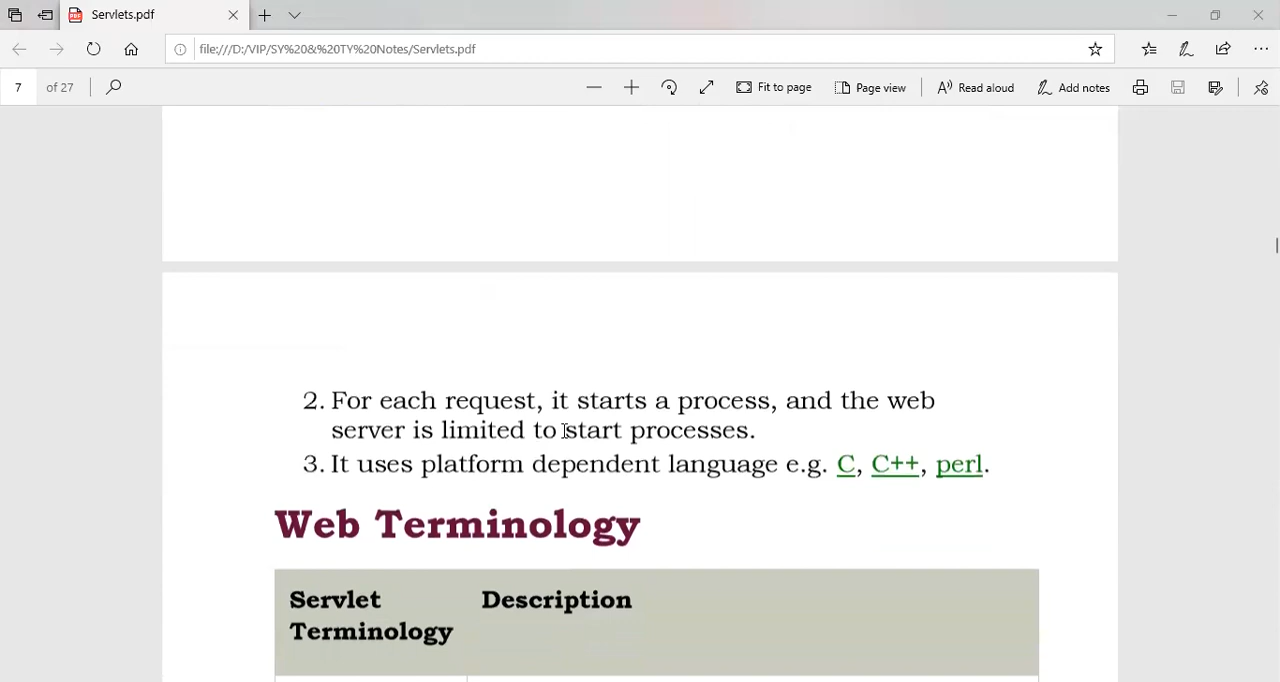 Servlets.pdf
file:///D:/VIP/SY%20&%20TY%20Notes/Servlets.pdf
7 of 27 Fit to page Page view Read aloud Add notes
2. For each request, it starts a process, and the web
server is limited to start processes.
3. It uses platform dependent language e.g. C, C++, perl.
Web Terminology
Servlet Description
Terminology